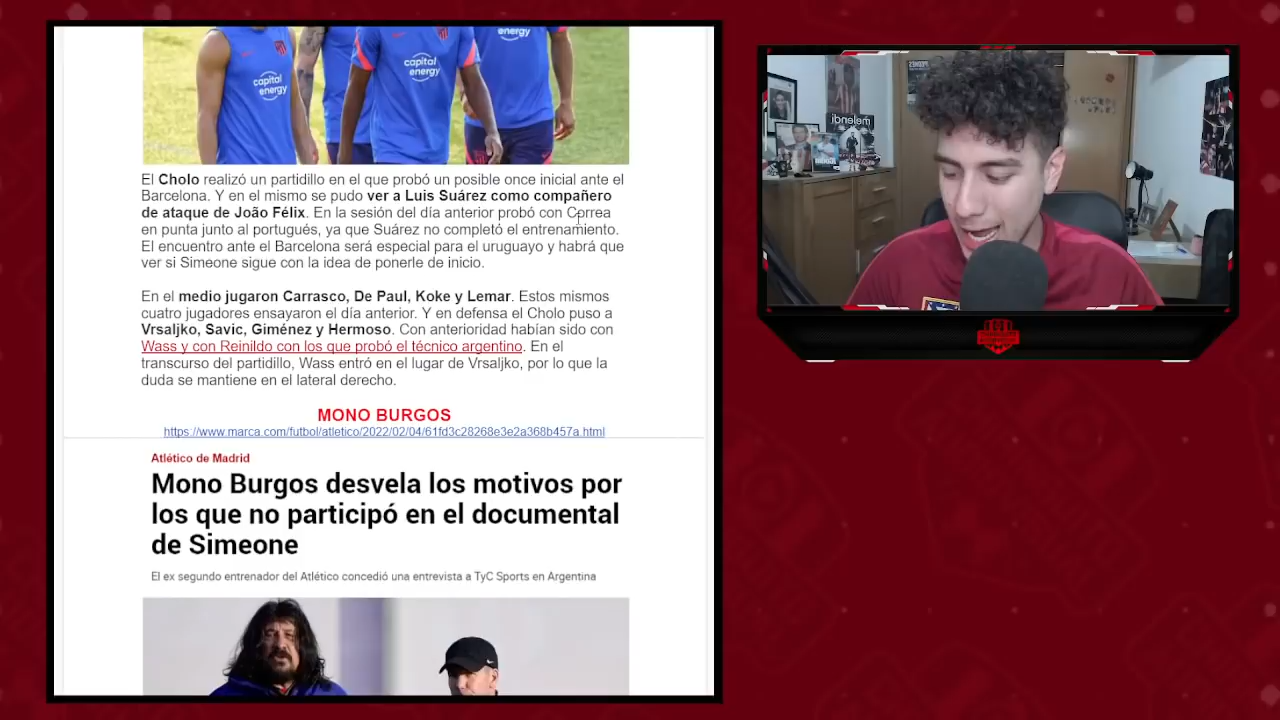 energy
capital
energy
capital
energy
El Cholo realizó un partidillo en el que probó un posible once inicial ante el
Barcelona. Y en el mismo se pudo ver a Luis Suárez como compañero
de ataque de João Félix. En la sesión del día anterior probó con Correa
en punta junto al portugués, ya que Suárez no completó el entrenamiento.
El encuentro ante el Barcelona será especial para el uruguayo y habrá que
ver si Simeone sigue con la idea de ponerle de inicio.
En el medio jugaron Carrasco, De Paul, Koke y Lemar. Estos mismos
cuatro jugadores ensayaron el día anterior. Y en defensa el Cholo puso a
Vrsaljko, Savic, Giménez y Hermoso. Con anterioridad habían sido con
Wass y con Reinildo con los que probó el técnico argentino. En el
transcurso del partidillo, Wass entró en el lugar de Vrsaljko, por lo que la
duda se mantiene en el lateral derecho.
MONO BURGOS
https://www.marca.com/futbol/atletico/2022/02/04/61fd3c28268e3e2a368b457a.html
Atlético de Madrid
Mono Burgos desvela los motivos por
los que no participó en el documental
de Simeone
El ex segundo entrenador del Atlético concedió una entrevista a TyC Sports en Argentina
melendi